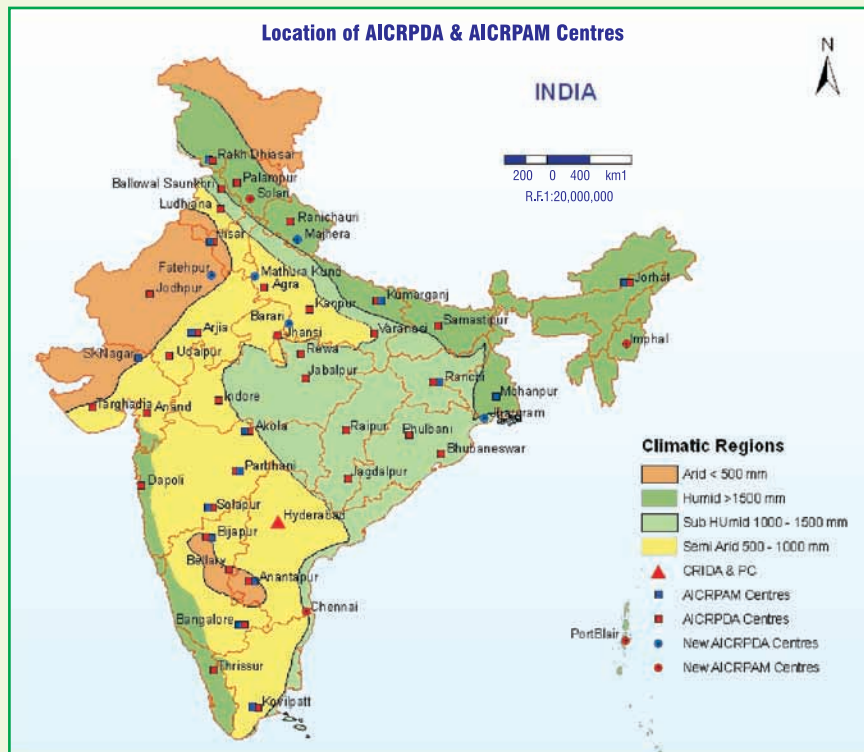 Location of AICRPDA & AICRPAM Centres
N
INDIA
200 0 400 km1
R.F.1:20,000,000
Rakh Dhiasar
Palampur
Ballowal Saunkori
Solan
Ludhiana
Ranichauri
Hisar
Majhera
Fatehpur
Mathura Kund
Jodhpur
Agra
Kanpur
Kumarganj
Jorhat
Barari
Arjia
Jhansi
Varanasi
Samastipur
Imphal
SKNagar
Udaipur
Rewa
Jabalpur
Ranchi
Mohanpur
Targhadia
Anand
Indore
Jhargram
Akola
Raipur
Phulbani
Bhubaneswar
Parbhani
Jagdalpur
Dapoli
Solapur
Hyderabad
Bijapur
Bellary
Anantapur
Chennai
Bangalore
PortBlair
Thrissur
Kovilpatt
Climatic Regions
Arid < 500 mm
Humid >1500 mm
Sub HUmid 1000 - 1500 mm
Semi Arid 500 - 1000 mm
CRIDA & PC
AICRPAM Centres
AICRPDA Centres
New AICRPDA Centres
New AICRPAM Centres